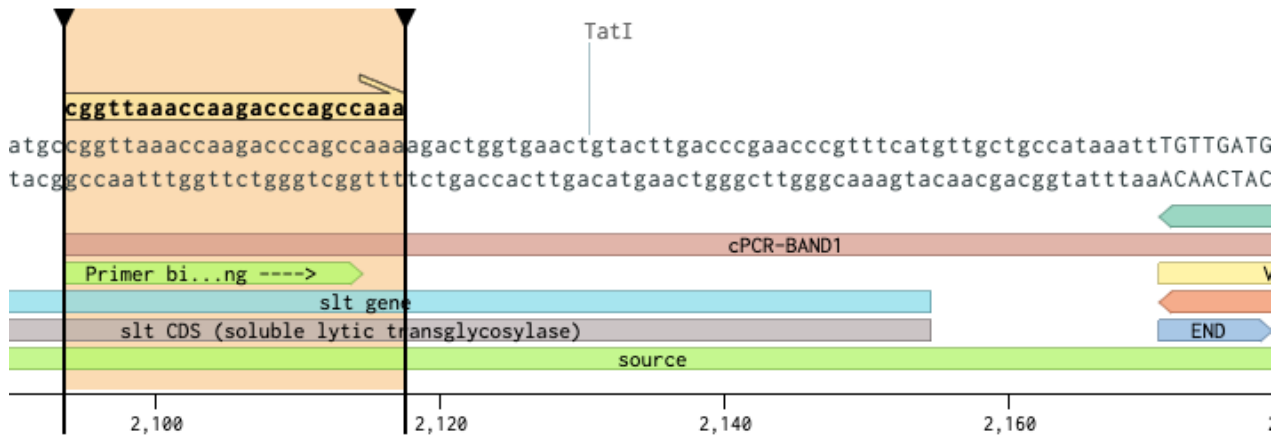 TatI
cggttaaaccaagacccagccaaa
atgccggttaaaccaagacccagccaaaagactggtgaactgtacttgacccgaacccgtttcatgttgctgccataaattTGTTGATG
tacggccaatttggttctgggtcggttttctgaccacttgacatgaactgggcttgggcaaagtacaacgacggtatttaaACAACTAC
cPCR-BAND1
Primer bi...ng ---->
slt gene
slt CDS (soluble lytic transglycosylase)
END
source
2,100 2,120 2,140 2,160